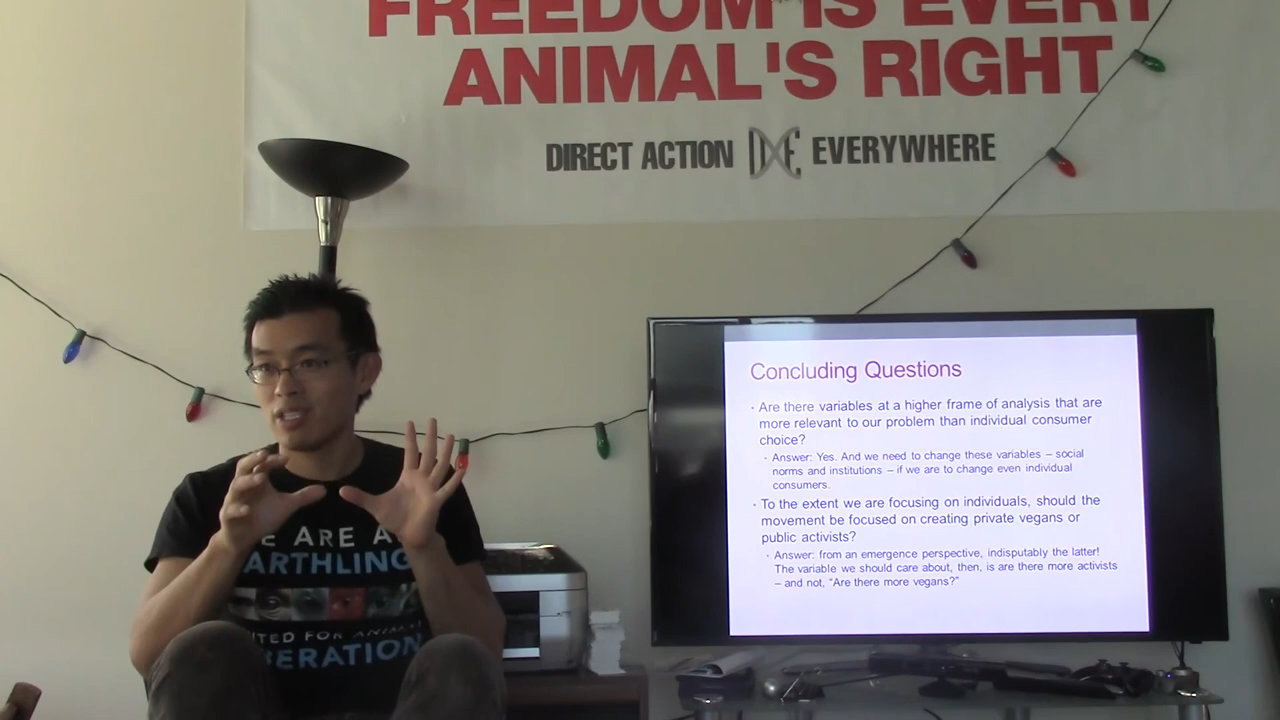 FREEDOM IS EVERY
ANIMAL'S RIGHT
DIRECT ACTION DXE EVERYWHERE
E ARE A
ARTHLING
ITED FOR ANIMAL
BERATION
Concluding Questions
· Are there variables at a higher frame of analysis that are
more relevant to our problem than individual consumer
choice?
· Answer: Yes. And we need to change these variables – social
norms and institutions – if we are to change even individual
consumers.
· To the extent we are focusing on individuals, should the
movement be focused on creating private vegans or
public activists?
· Answer: from an emergence perspective, indisputably the latter!
The variable we should care about, then, is are there more activists
– and not, “Are there more vegans?”